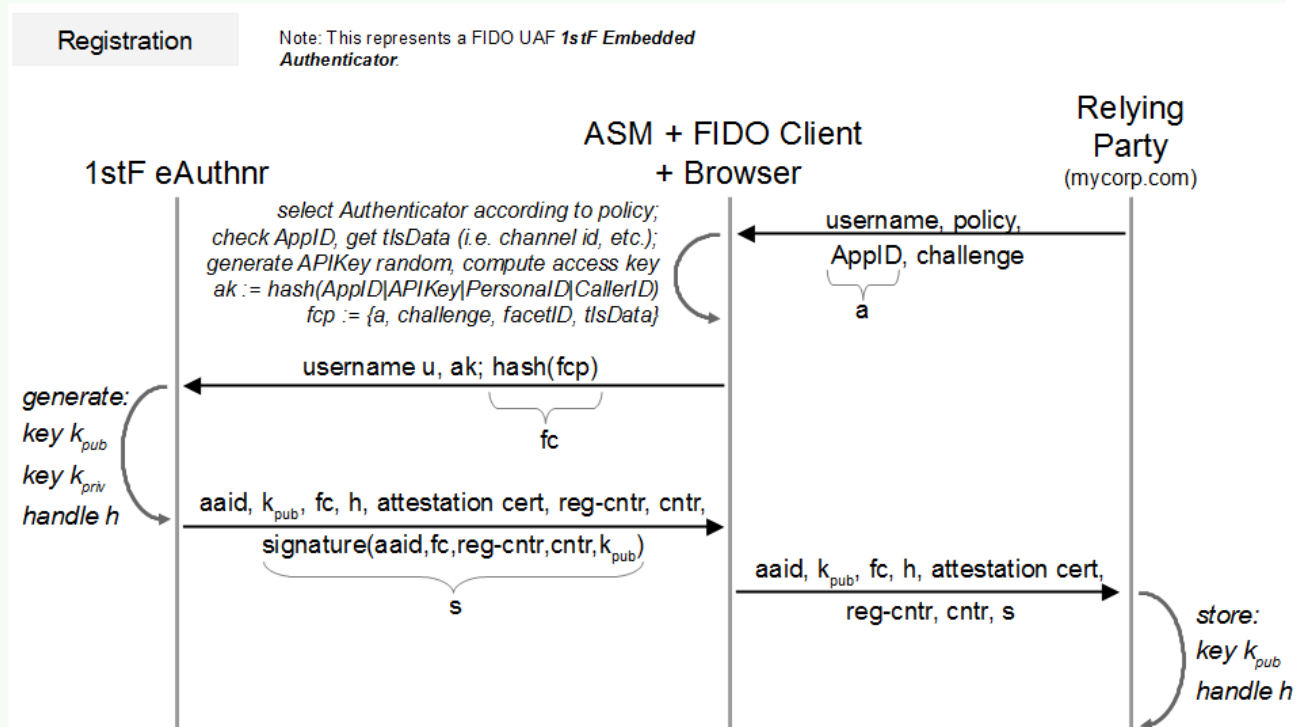 Registration
Note: This represents a FIDO UAF 1stF Embedded
Authenticator.
Relying
Party
(mycorp.com)
ASM + FIDO Client
+ Browser
1stF eAuthnr
select Authenticator according to policy;
check AppID, get tlsData (i.e. channel id, etc.);
generate APIKey random, compute access key
ak := hash(AppID|APIKey|PersonaID|CallerID)
fcp := {a, challenge, facetID, tlsData}
username, policy,
AppID, challenge
a
username u, ak; hash(fcp)
fc
generate:
key kpub
key kpriv
handle h
aaid, kpub, fc, h, attestation cert, reg-cntr, cntr,
signature(aaid,fc,reg-cntr,cntr,kpub)
s
aaid, kpub, fc, h, attestation cert,
reg-cntr, cntr, s
store:
key kpub
handle h